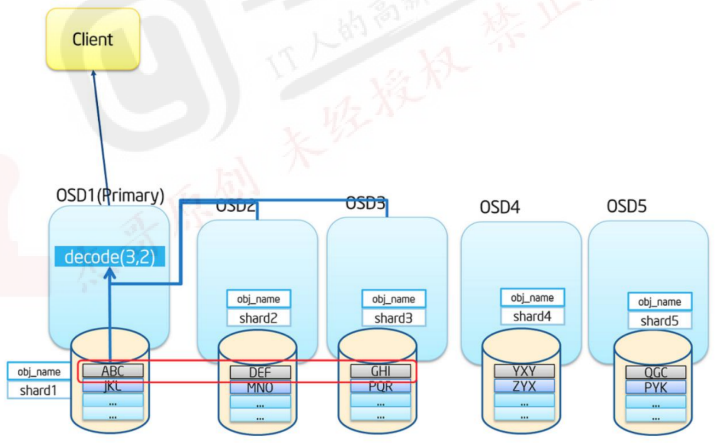 IT人的高薪
未经授权 禁止
哥原创
Client
OSD1(Primary)
OSD2
OSD3
OSD4
OSD5
decode(3,2)
obj_name
shard2
obj_name
shard3
obj_name
shard4
obj_name
shard5
obj_name
shard1
ABC
JKL
...
...
DEF
MNO
...
...
GHI
PQR
...
...
YXY
ZYX
...
...
QGC
PYK
...
...